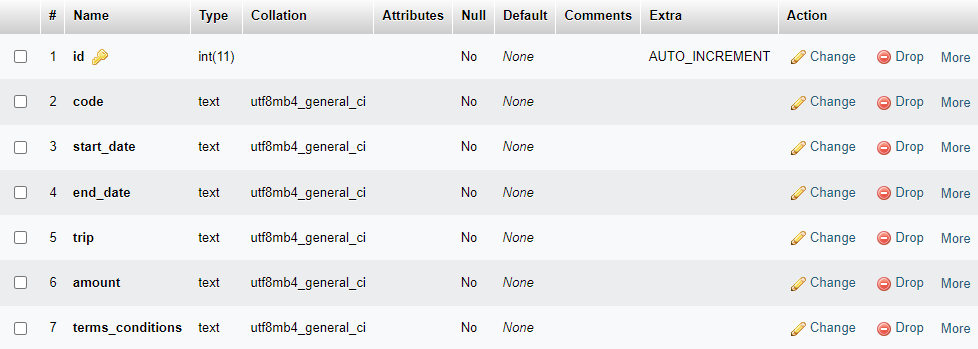 # Name Type Collation Attributes Null Default Comments Extra Action
1 id int(11) No None AUTO_INCREMENT Change Drop More
2 code text utf8mb4_general_ci No None Change Drop More
3 start_date text utf8mb4_general_ci No None Change Drop More
4 end_date text utf8mb4_general_ci No None Change Drop More
5 trip text utf8mb4_general_ci No None Change Drop More
6 amount text utf8mb4_general_ci No None Change Drop More
7 terms_conditions text utf8mb4_general_ci No None Change Drop More